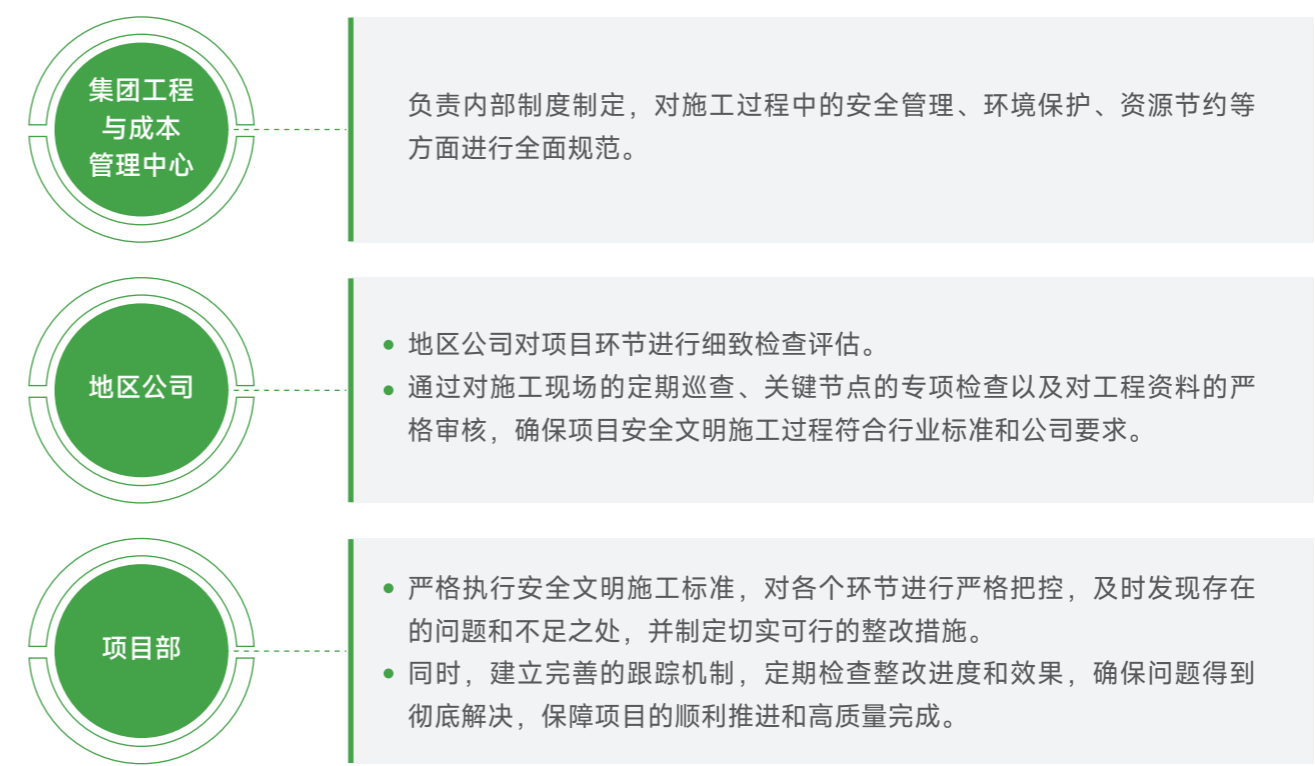 集团工程
与成本
管理中心
负责内部制度制定，对施工过程中的安全管理、环境保护、资源节约等
方面进行全面规范。
地区公司
地区公司对项目环节进行细致检查评估。
通过对施工现场的定期巡查、关键节点的专项检查以及对工程资料的严
格审核，确保项目安全文明施工过程符合行业标准和公司要求。
项目部
严格执行安全文明施工标准，对各个环节进行严格把控，及时发现存在
的问题和不足之处，并制定切实可行的整改措施。
同时，建立完善的跟踪机制，定期检查整改进度和效果，确保问题得到
彻底解决，保障项目的顺利推进和高质量完成。